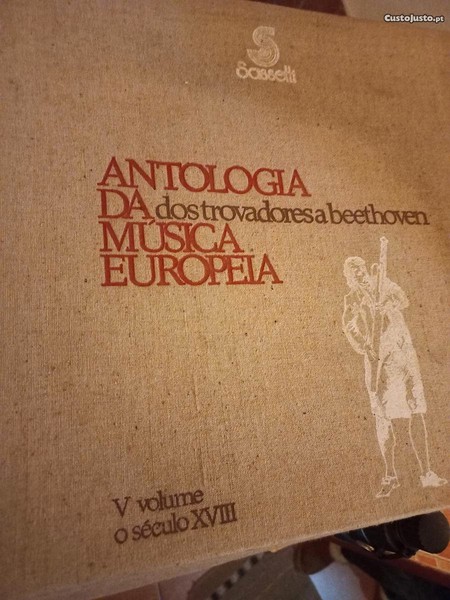 CustoJusto.pt
Sassetti
ANTOLOGIA
DA dos trovadores a beethoven
MÚSICA
EUROPEIA
V volume
o século XVIII